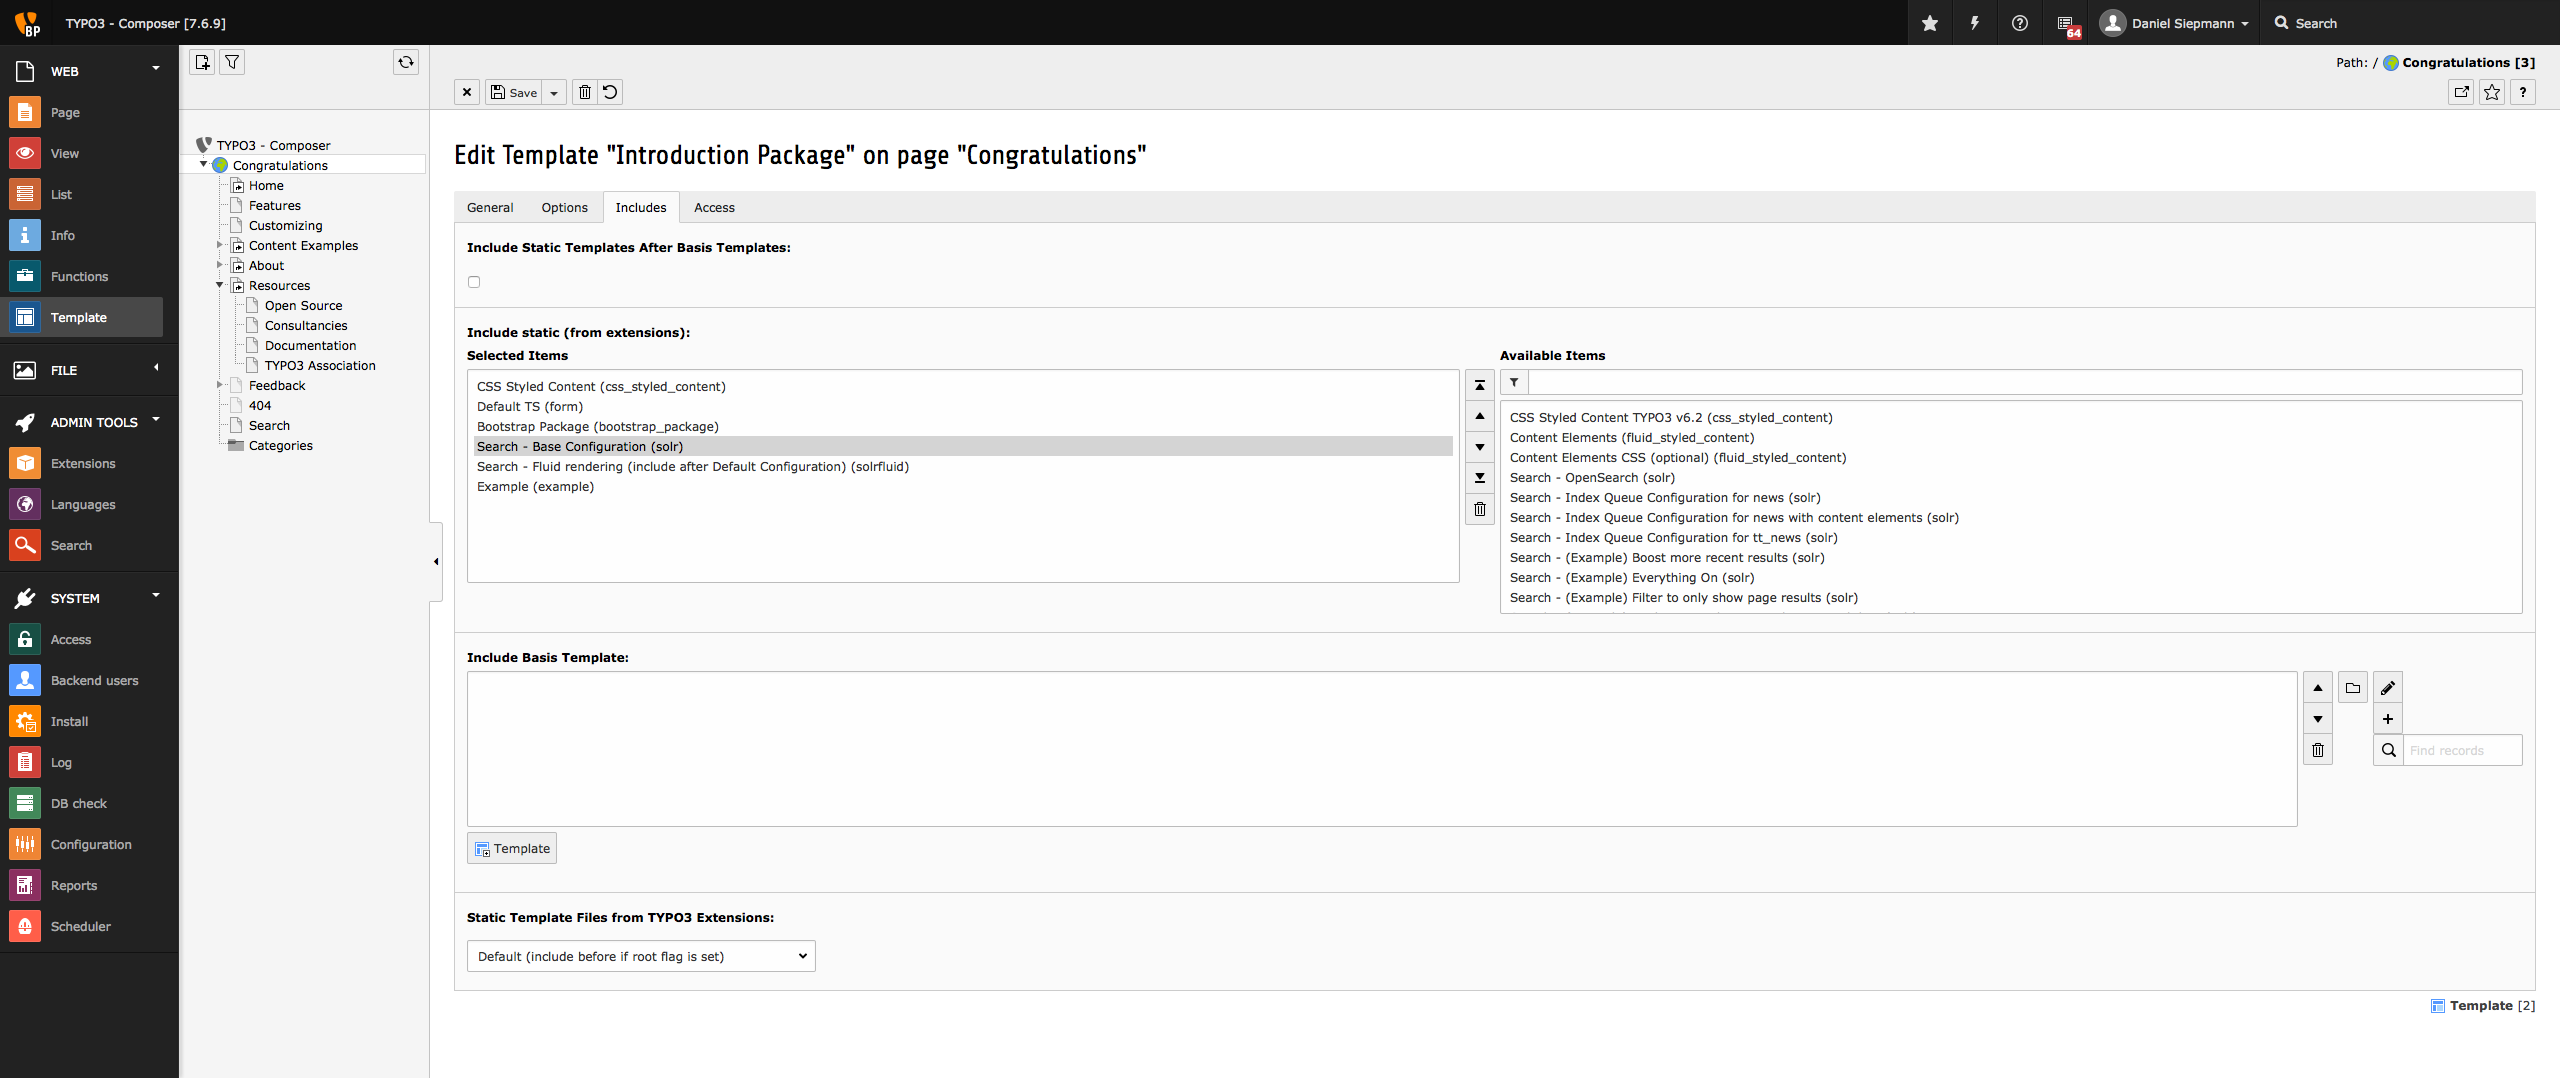 BP
TYPO3 - Composer [7.6.9]
64
Daniel Siepmann
Search
WEB
Page
View
List
Info
Functions
Template
FILE
ADMIN TOOLS
Extensions
Languages
Search
SYSTEM
Access
Backend users
Install
Log
DB check
Configuration
Reports
Scheduler
TYPO3 - Composer
Congratulations
Home
Features
Customizing
Content Examples
About
Resources
Open Source
Consultancies
Documentation
TYPO3 Association
Feedback
404
Search
Categories
Path: / Congratulations [3]
Save
?
Edit Template "Introduction Package" on page "Congratulations"
General
Options
Includes
Access
Include Static Templates After Basis Templates:
Include static (from extensions):
Selected Items
CSS Styled Content (css_styled_content)
Default TS (form)
Bootstrap Package (bootstrap_package)
Search - Base Configuration (solr)
Search - Fluid rendering (include after Default Configuration) (solrfluid)
Example (example)
Available Items
CSS Styled Content TYPO3 v6.2 (css_styled_content)
Content Elements (fluid_styled_content)
Content Elements CSS (optional) (fluid_styled_content)
Search - OpenSearch (solr)
Search - Index Queue Configuration for news (solr)
Search - Index Queue Configuration for news with content elements (solr)
Search - Index Queue Configuration for tt_news (solr)
Search - (Example) Boost more recent results (solr)
Search - (Example) Everything On (solr)
Search - (Example) Filter to only show page results (solr)
Include Basis Template:
Find records
Template
Static Template Files from TYPO3 Extensions:
Default (include before if root flag is set)
Template [2]